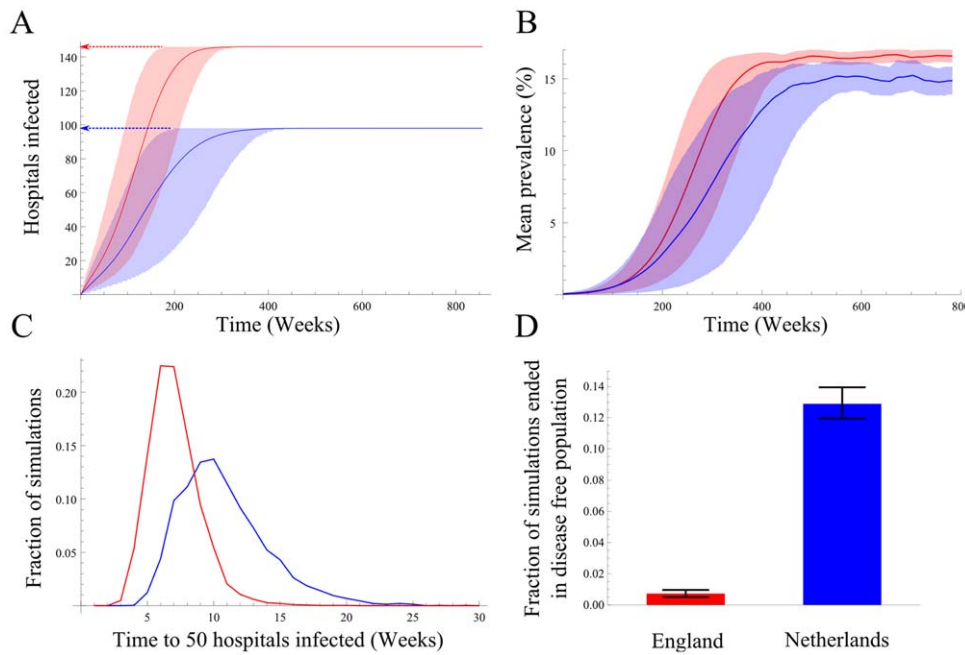 A
Hospitals infected
140
120
100
80
60
40
20
200
400
600
800
Time (Weeks)
B
Mean prevalence (%)
15
10
5
200
400
600
800
Time (Weeks)
C
Fraction of simulations
0.20
0.15
0.10
0.05
5
10
15
20
25
30
Time to 50 hospitals infected (Weeks)
D
Fraction of simulations ended
in disease free population
0.14
0.12
0.10
0.08
0.06
0.04
0.02
0.00
England
Netherlands